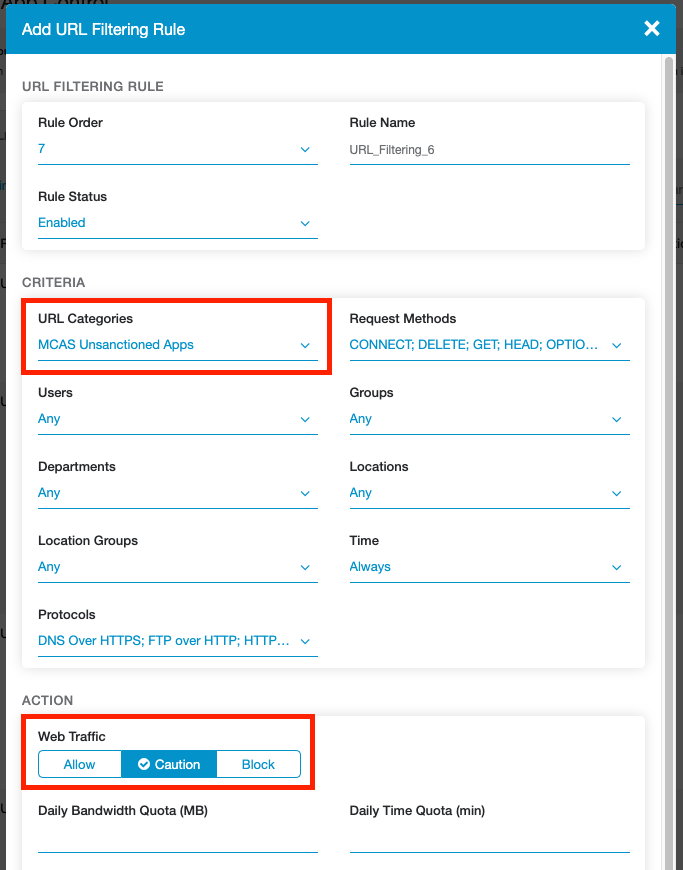 Add URL Filtering Rule
URL FILTERING RULE
Rule Order
Rule Name
7
URL_Filtering_6
Rule Status
Enabled
CRITERIA
URL Categories
Request Methods
MCAS Unsanctioned Apps
CONNECT; DELETE; GET; HEAD; OPTIO...
Users
Groups
Any
Any
Departments
Locations
Any
Any
Location Groups
Time
Any
Always
Protocols
DNS Over HTTPS; FTP over HTTP; HTTP...
ACTION
Web Traffic
Allow
Caution
Block
Daily Bandwidth Quota (MB)
Daily Time Quota (min)